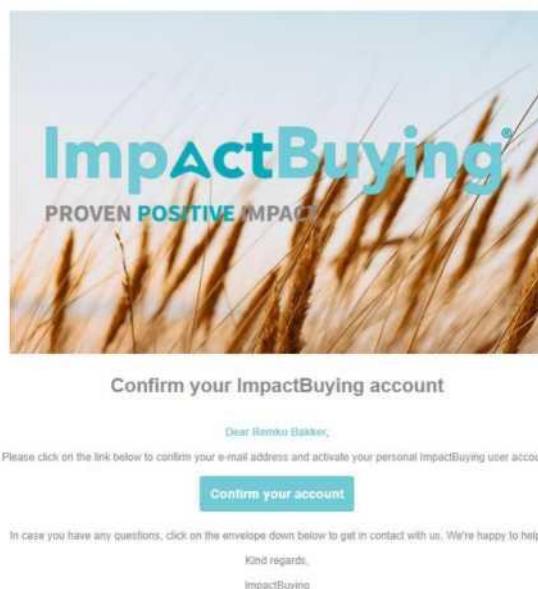 ImpactBuying®
PROVEN POSITIVE IMPACT
Confirm your ImpactBuying account
Dear Remko Bakker,
Please click on the link below to confirm your e-mail address and activate your personal ImpactBuying user accou
Confirm your account
In case you have any questions, click on the envelope down below to get in contact with us. We're happy to help
Kind regards,
ImpactBuying